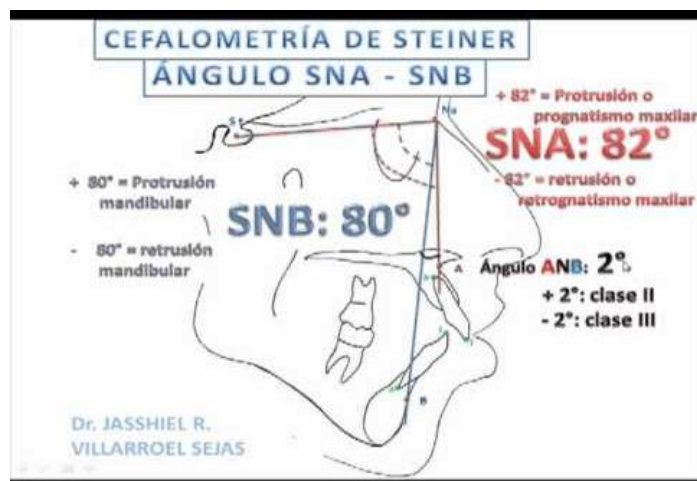 CEFALOMETRÍA DE STEINER
ÁNGULO SNA - SNB
+ 82° = Protrusión o
prognatismo maxilar
SNA: 82°
- 82° = retrusión o
retrognatismo maxilar
S
Na
+ 80° = Protrusión
mandibular
SNB: 80°
- 80° = retrusión
mandibular
A
Ángulo ANB: 2°
+ 2°: clase II
- 2°: clase III
B
Dr. JASSHIEL R.
VILLARROEL SEJAS